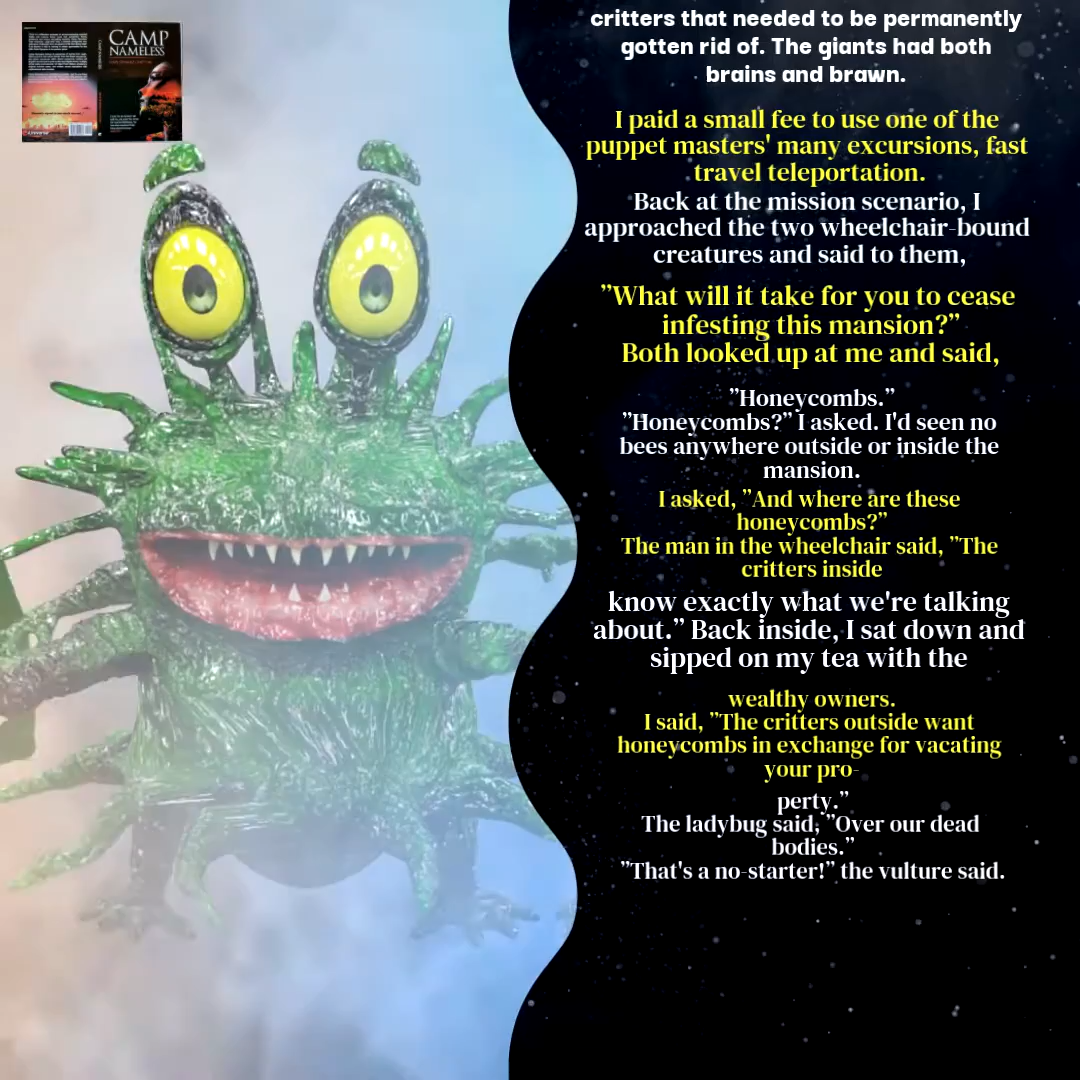 CAMP
NAMELESS
critters that needed to be permanently
gotten rid of. The giants had both
brains and brawn.
I paid a small fee to use one of the
puppet masters' many excursions, fast
travel teleportation.
Back at the mission scenario, I
approached the two wheelchair-bound
creatures and said to them,
”What will it take for you to cease
infesting this mansion?”
Both looked up at me and said,
”Honeycombs.”
”Honeycombs?” I asked. I'd seen no
bees anywhere outside or inside the
mansion.
I asked, ”And where are these
honeycombs?”
The man in the wheelchair said, ”The
critters inside
know exactly what we're talking
about.” Back inside, I sat down and
sipped on my tea with the
wealthy owners.
I said, ”The critters outside want
honeycombs in exchange for vacating
your pro-
perty.”
The ladybug said, ”Over our dead
bodies.”
”That's a no-starter!” the vulture said.